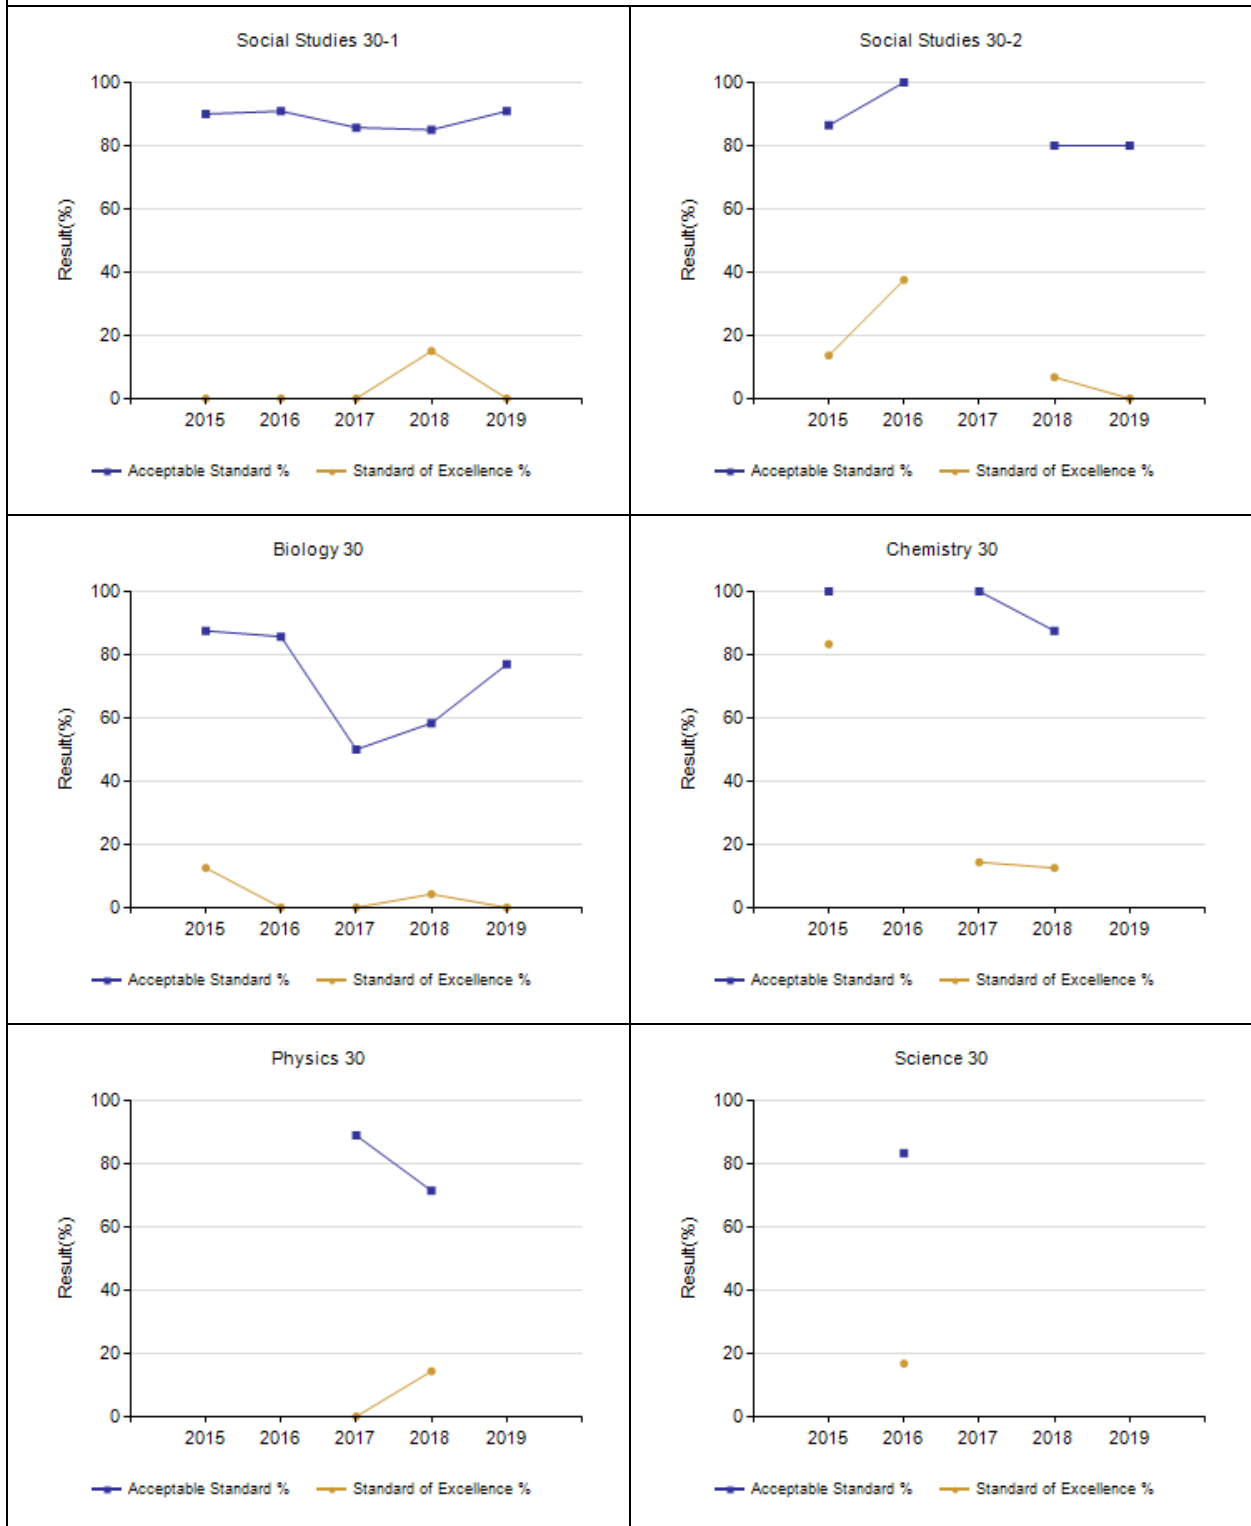 Social Studies 30-1
100
80
60
40
20
0
Result(%)
2015 2016 2017 2018 2019
Acceptable Standard % Standard of Excellence %
Social Studies 30-2
100
80
60
40
20
0
Result(%)
2015 2016 2017 2018 2019
Acceptable Standard % Standard of Excellence %
Biology 30
100
80
60
40
20
0
Result(%)
2015 2016 2017 2018 2019
Acceptable Standard % Standard of Excellence %
Chemistry 30
100
80
60
40
20
0
Result(%)
2015 2016 2017 2018 2019
Acceptable Standard % Standard of Excellence %
Physics 30
100
80
60
40
20
0
Result(%)
2015 2016 2017 2018 2019
Acceptable Standard % Standard of Excellence %
Science 30
100
80
60
40
20
0
Result(%)
2015 2016 2017 2018 2019
Acceptable Standard % Standard of Excellence %